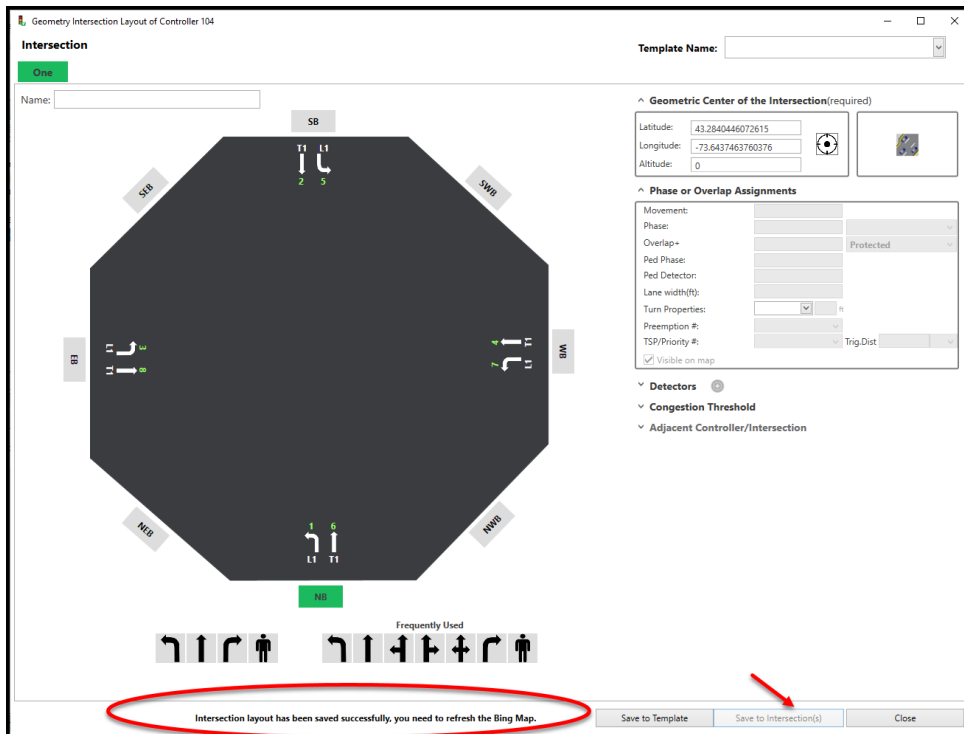 Geometry Intersection Layout of Controller 104
Intersection
Template Name:
One
Name:
SB
T1 L1
2 5
SEB
SWB
EB
L1 3
T1 8
WB
4 T1
7 L1
NEB
NWB
1 6
L1 T1
NB
Frequently Used
Geometric Center of the Intersection(required)
Latitude: 43.2840446072615
Longitude: -73.6437463760376
Altitude: 0
Phase or Overlap Assignments
Movement:
Phase:
Overlap+ Protected
Ped Phase:
Ped Detector:
Lane width(ft):
Turn Properties: ft
Preemption #:
TSP/Priority #: Trig.Dist
Visible on map
Detectors
Congestion Threshold
Adjacent Controller/Intersection
Intersection layout has been saved successfully, you need to refresh the Bing Map.
Save to Template Save to Intersection(s) Close